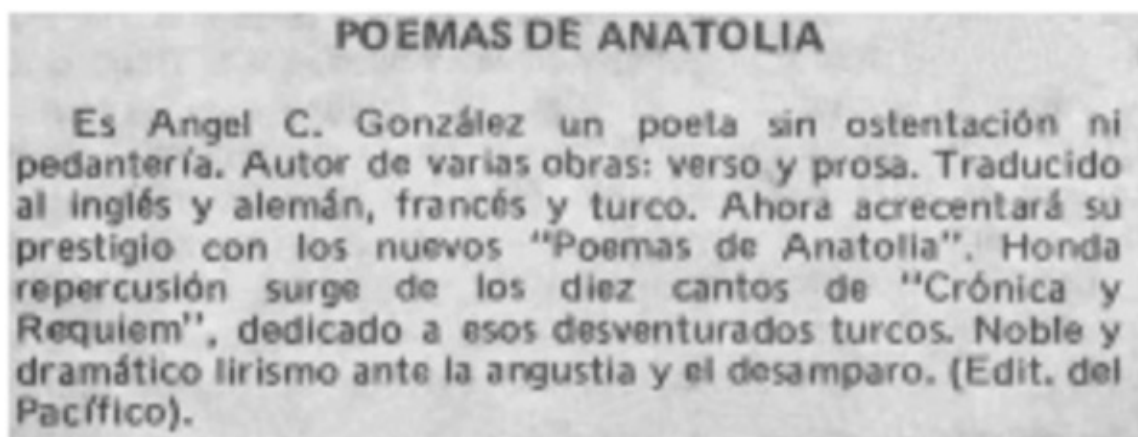 POEMAS DE ANATOLIA
Es Angel C. González un poeta sin ostentación ni
pedantería. Autor de varias obras: verso y prosa. Traducido
al inglés y alemán, francés y turco. Ahora acrecentará su
prestigio con los nuevos "Poemas de Anatolia". Honda
repercusión surge de los diez cantos de "Crónica y
Requiem", dedicado a esos desventurados turcos. Noble y
dramático lirismo ante la angustia y el desamparo. (Edit. del
Pacífico).